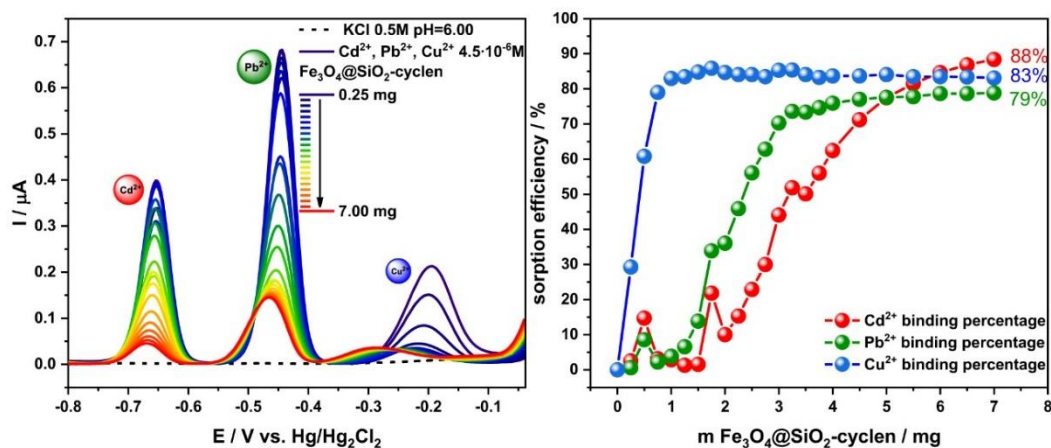 KCl 0.5M pH=6.00
Cd²⁺, Pb²⁺, Cu²⁺ 4.5·10⁻⁶M
Fe₃O₄@SiO₂-cyclen
0.25 mg
7.00 mg
Cd²⁺
Pb²⁺
Cu²⁺
0.7
0.6
0.5
0.4
0.3
0.2
0.1
0.0
I / µA
-0.8
-0.7
-0.6
-0.5
-0.4
-0.3
-0.2
-0.1
E / V vs. Hg/Hg₂Cl₂
100
90
80
70
60
50
40
30
20
10
0
sorption efficiency / %
88%
83%
79%
Cd²⁺ binding percentage
Pb²⁺ binding percentage
Cu²⁺ binding percentage
0
1
2
3
4
5
6
7
8
m Fe₃O₄@SiO₂-cyclen / mg